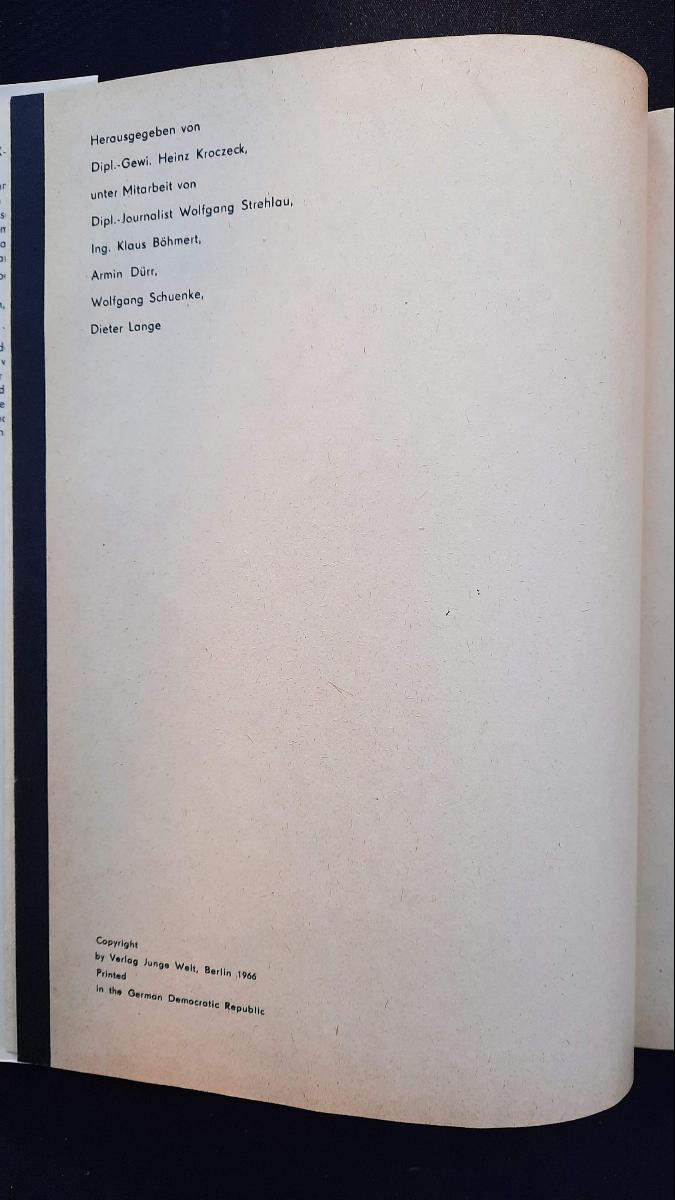 Herausgegeben von
Dipl.-Gewi. Heinz Kroczeck,
unter Mitarbeit von
Dipl.-Journalist Wolfgang Strehlau,
Ing. Klaus Böhmert,
Armin Dürr,
Wolfgang Schuenke,
Dieter Lange
Copyright
by Verlag Junge Welt, Berlin 1966
Printed
in the German Democratic Republic